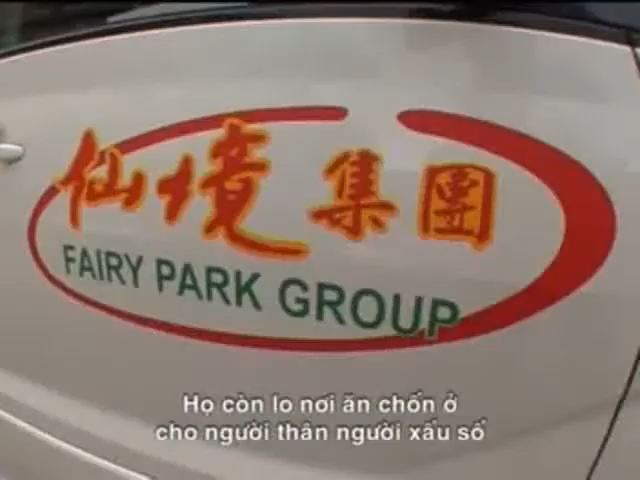 仙境集團
FAIRY PARK GROUP
Họ còn lo nơi ăn chốn ở
cho người thân người xấu số